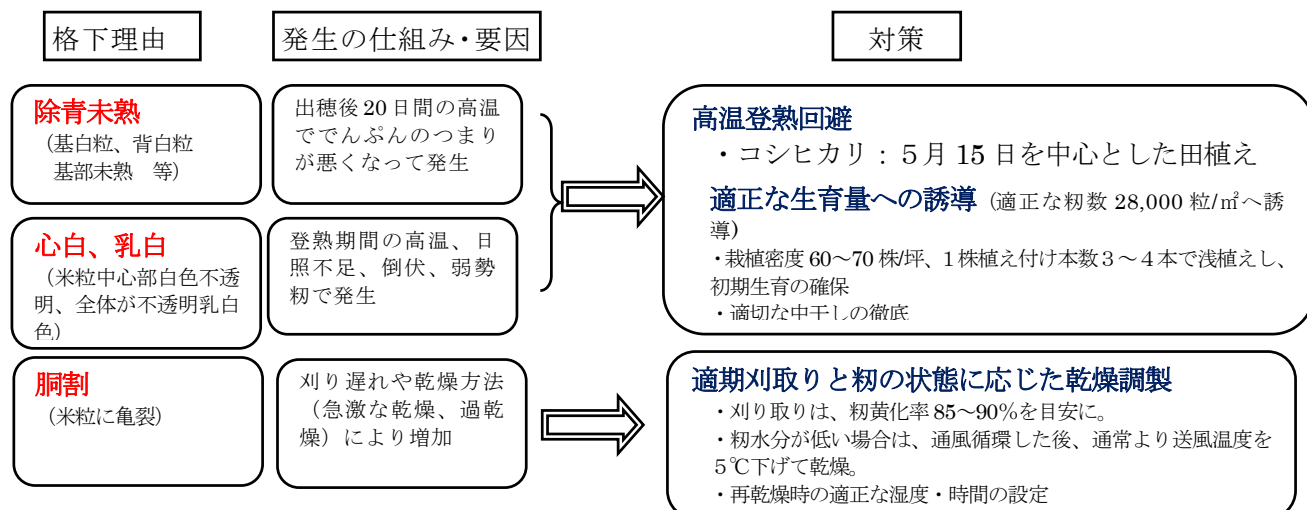 格下理由
発生の仕組み・要因
対策
除青未熟
(基白粒、背白粒
基部未熟 等)
出穂後 20 日間の高温
ででんぷんのつまり
が悪くなって発生
心白、乳白
(米粒中心部白色不透
明、全体が不透明乳白
色)
登熟期間の高温、日
照不足、倒伏、弱勢
籾で発生
高温登熟回避
・コシヒカリ：５月 15 日を中心とした田植え
適正な生育量への誘導 (適正な籾数 28,000 粒/㎡へ誘
導)
・栽植密度 60～70 株/坪、１株植え付け本数３～４本で浅植えし、
初期生育の確保
・適切な中干しの徹底
胴割
(米粒に亀裂)
刈り遅れや乾燥方法
（急激な乾燥、過乾
燥）により増加
適期刈取りと籾の状態に応じた乾燥調製
・刈り取りは、籾黄化率 85～90％を目安に。
・籾水分が低い場合は、通風循環した後、通常より送風温度を
５℃下げて乾燥。
・再乾燥時の適正な湿度・時間の設定